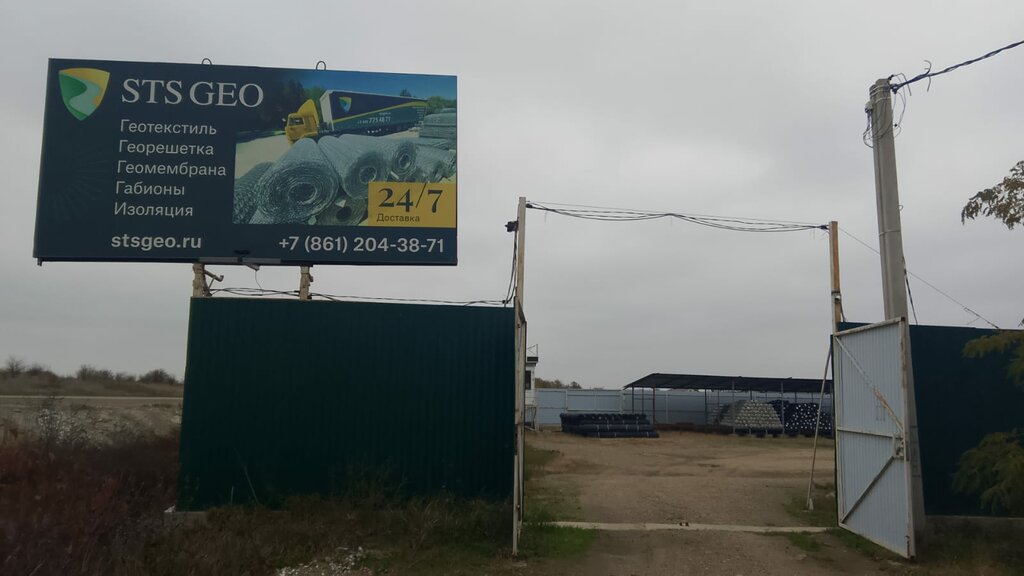 STS GEO
Геотекстиль
Георешетка
Геомембрана
Габионы
Изоляция
24/7
Доставка
stsgeo.ru
+7 (861) 204-38-71